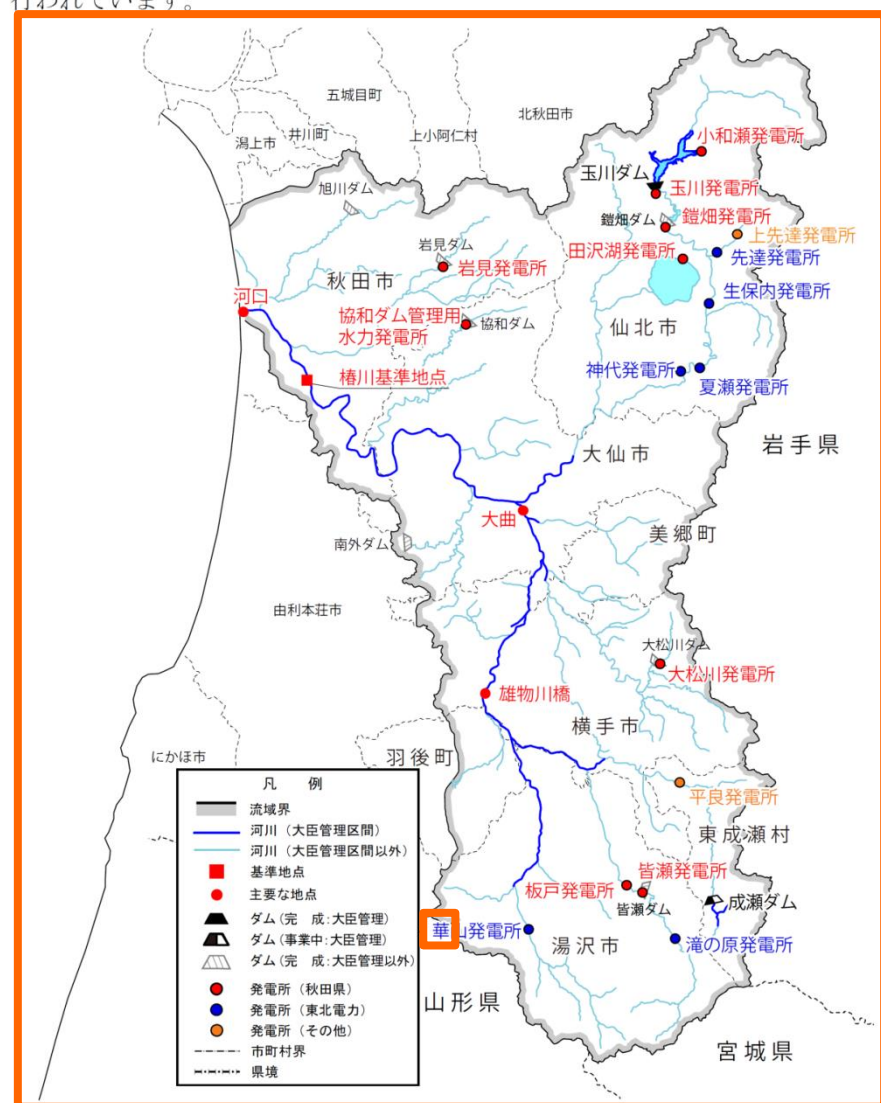 行われています。
五城目町
北秋田市
潟上市
井川町
上小阿仁村
小和瀬発電所
玉川ダム
玉川発電所
旭川ダム
鎧畑ダム
鎧畑発電所
上先達発電所
岩見ダム
岩見発電所
田沢湖発電所
先達発電所
秋田市
生保内発電所
河口
協和ダム管理用
水力発電所
協和ダム
仙北市
椿川基準地点
神代発電所
夏瀬発電所
大仙市
岩手県
大曲
美郷町
南外ダム
由利本荘市
大松川ダム
大松川発電所
雄物川橋
横手市
にかほ市
羽後町
平良発電所
東成瀬村
皆瀬発電所
板戸発電所
皆瀬ダム
成瀬ダム
華山発電所
湯沢市
滝の原発電所
山形県
宮城県
凡 例
流域界
河川（大臣管理区間）
河川（大臣管理区間以外）
基準地点
主要な地点
ダム（完 成：大臣管理）
ダム（事業中：大臣管理）
ダム（完 成：大臣管理以外）
発電所（秋田県）
発電所（東北電力）
発電所（その他）
市町村界
県境